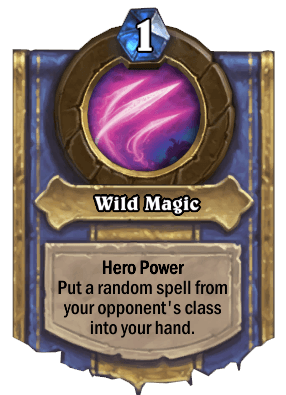 1
Wild Magic
Hero Power
Put a random spell from
your opponent's class
into your hand.